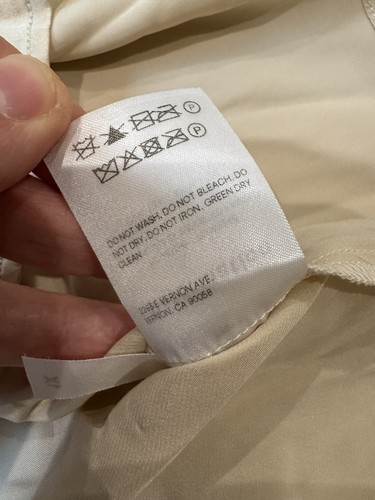 P
P
DO NOT WASH, DO NOT BLEACH, DO
NOT DRY, DO NOT IRON, GREEN DRY
CLEAN
E VERNON AVE,
VERNON, CA 90058